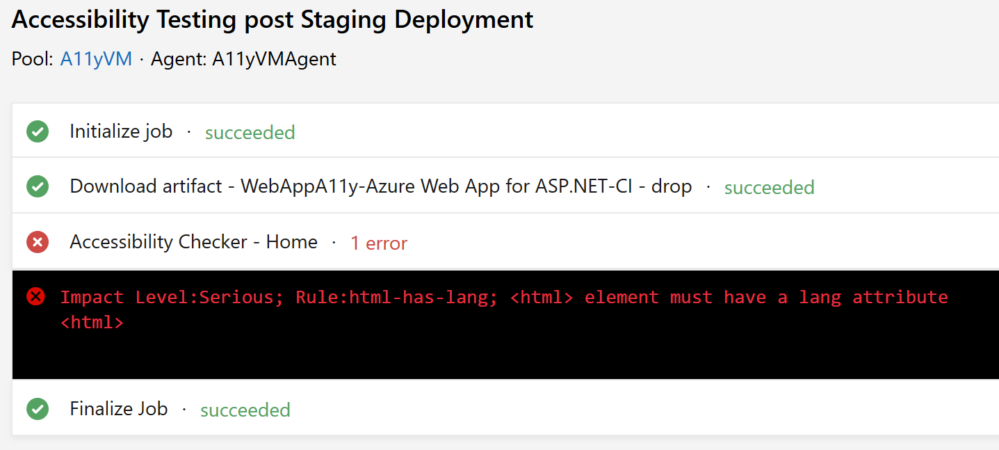 Accessibility Testing post Staging Deployment
Pool: A11yVM · Agent: A11yVMAgent
Initialize job · succeeded
Download artifact - WebAppA11y-Azure Web App for ASP.NET-CI - drop · succeeded
Accessibility Checker - Home · 1 error
Impact Level:Serious; Rule:html-has-lang; <html> element must have a lang attribute
<html>
Finalize Job · succeeded